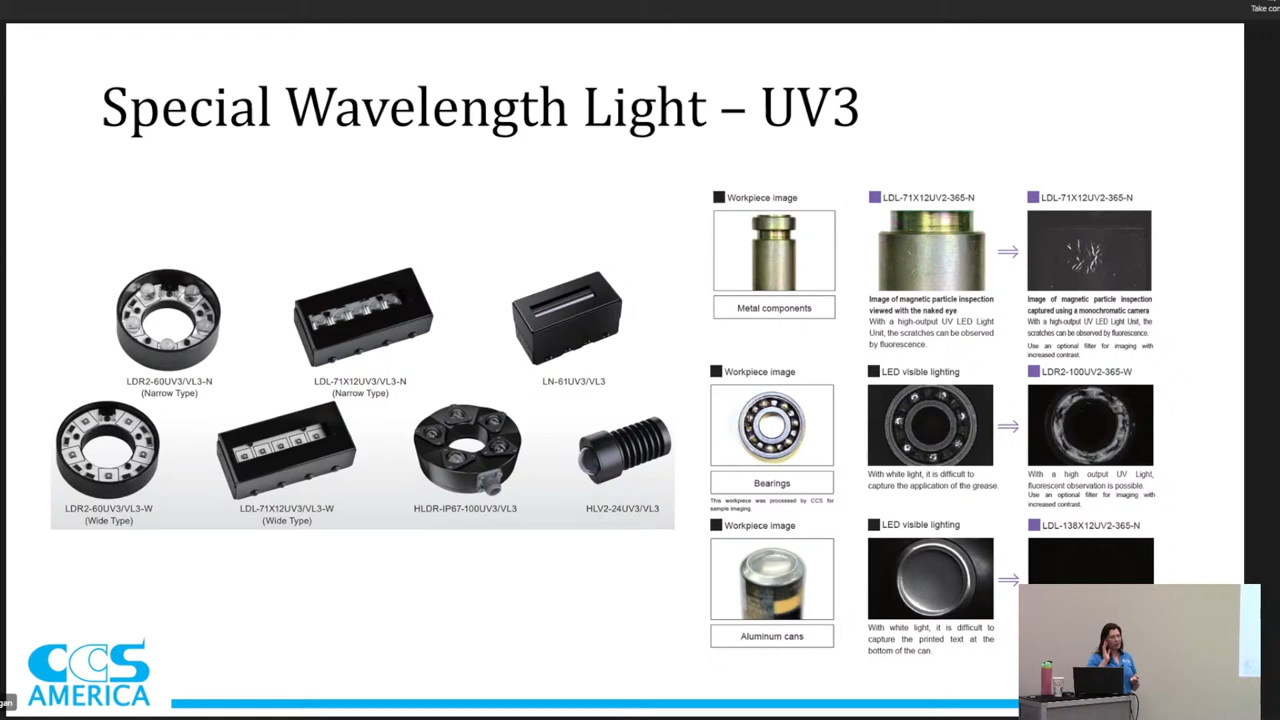 Take con
Special Wavelength Light – UV3
LDR2-60UV3/VL3-N
(Narrow Type)
LDL-71X12UV3/VL3-N
(Narrow Type)
LN-61UV3/VL3
LDR2-60UV3/VL3-W
(Wide Type)
LDL-71X12UV3/VL3-W
(Wide Type)
HLDR-IP67-100UV3/VL3
HLV2-24UV3/VL3
Workpiece image
LDL-71X12UV2-365-N
LDL-71X12UV2-365-N
Metal components
Image of magnetic particle inspection
viewed with the naked eye
With a high-output UV LED Light
Unit, the scratches can be observed
by fluorescence.
Image of magnetic particle inspection
captured using a monochromatic camera
With a high-output UV LED Light Unit, the
scratches can be observed by fluorescence.
Use an optional filter for imaging with
increased contrast.
Workpiece image
LED visible lighting
LDR2-100UV2-365-W
Bearings
This workpiece was processed by CCS for
sample imaging.
With white light, it is difficult to
capture the application of the grease.
With a high output UV Light,
fluorescent observation is possible.
Use an optional filter for imaging with
increased contrast.
Workpiece image
LED visible lighting
LDL-138X12UV2-365-N
Aluminum cans
With white light, it is difficult to
capture the printed text at the
bottom of the can.
CCS
AMERICA
gan